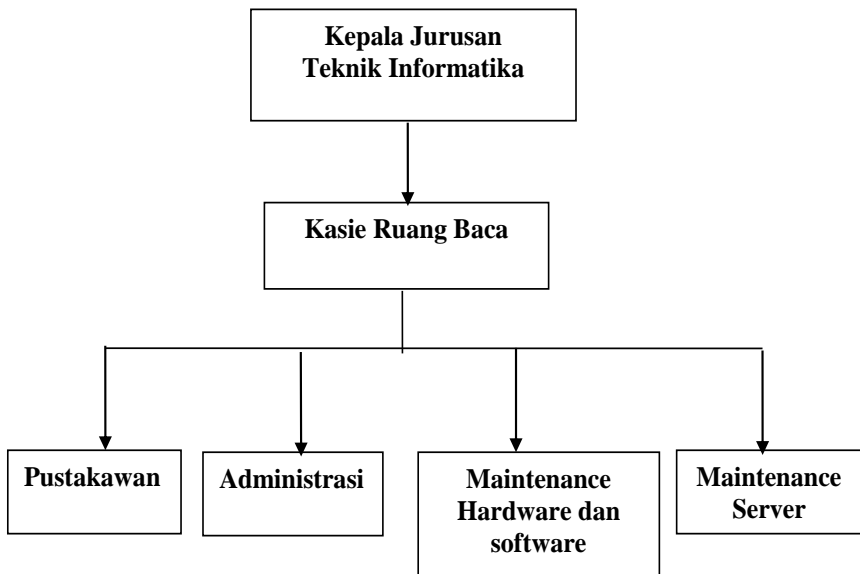 Kepala Jurusan
Teknik Informatika
Kasie Ruang Baca
Pustakawan
Administrasi
Maintenance
Hardware dan
software
Maintenance
Server